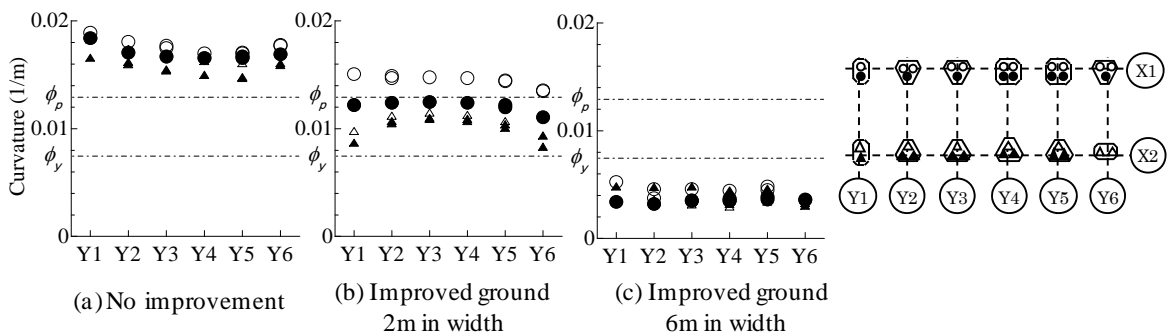 Curvature (1/m)
0.02
ϕp
0.01
ϕy
0
Y1 Y2 Y3 Y4 Y5 Y6
(a) No improvement
0.02
ϕp
0.01
ϕy
0
Y1 Y2 Y3 Y4 Y5 Y6
(b) Improved ground
2m in width
0.02
ϕp
0.01
ϕy
0
Y1 Y2 Y3 Y4 Y5 Y6
(c) Improved ground
6m in width
X1
X2
Y1 Y2 Y3 Y4 Y5 Y6